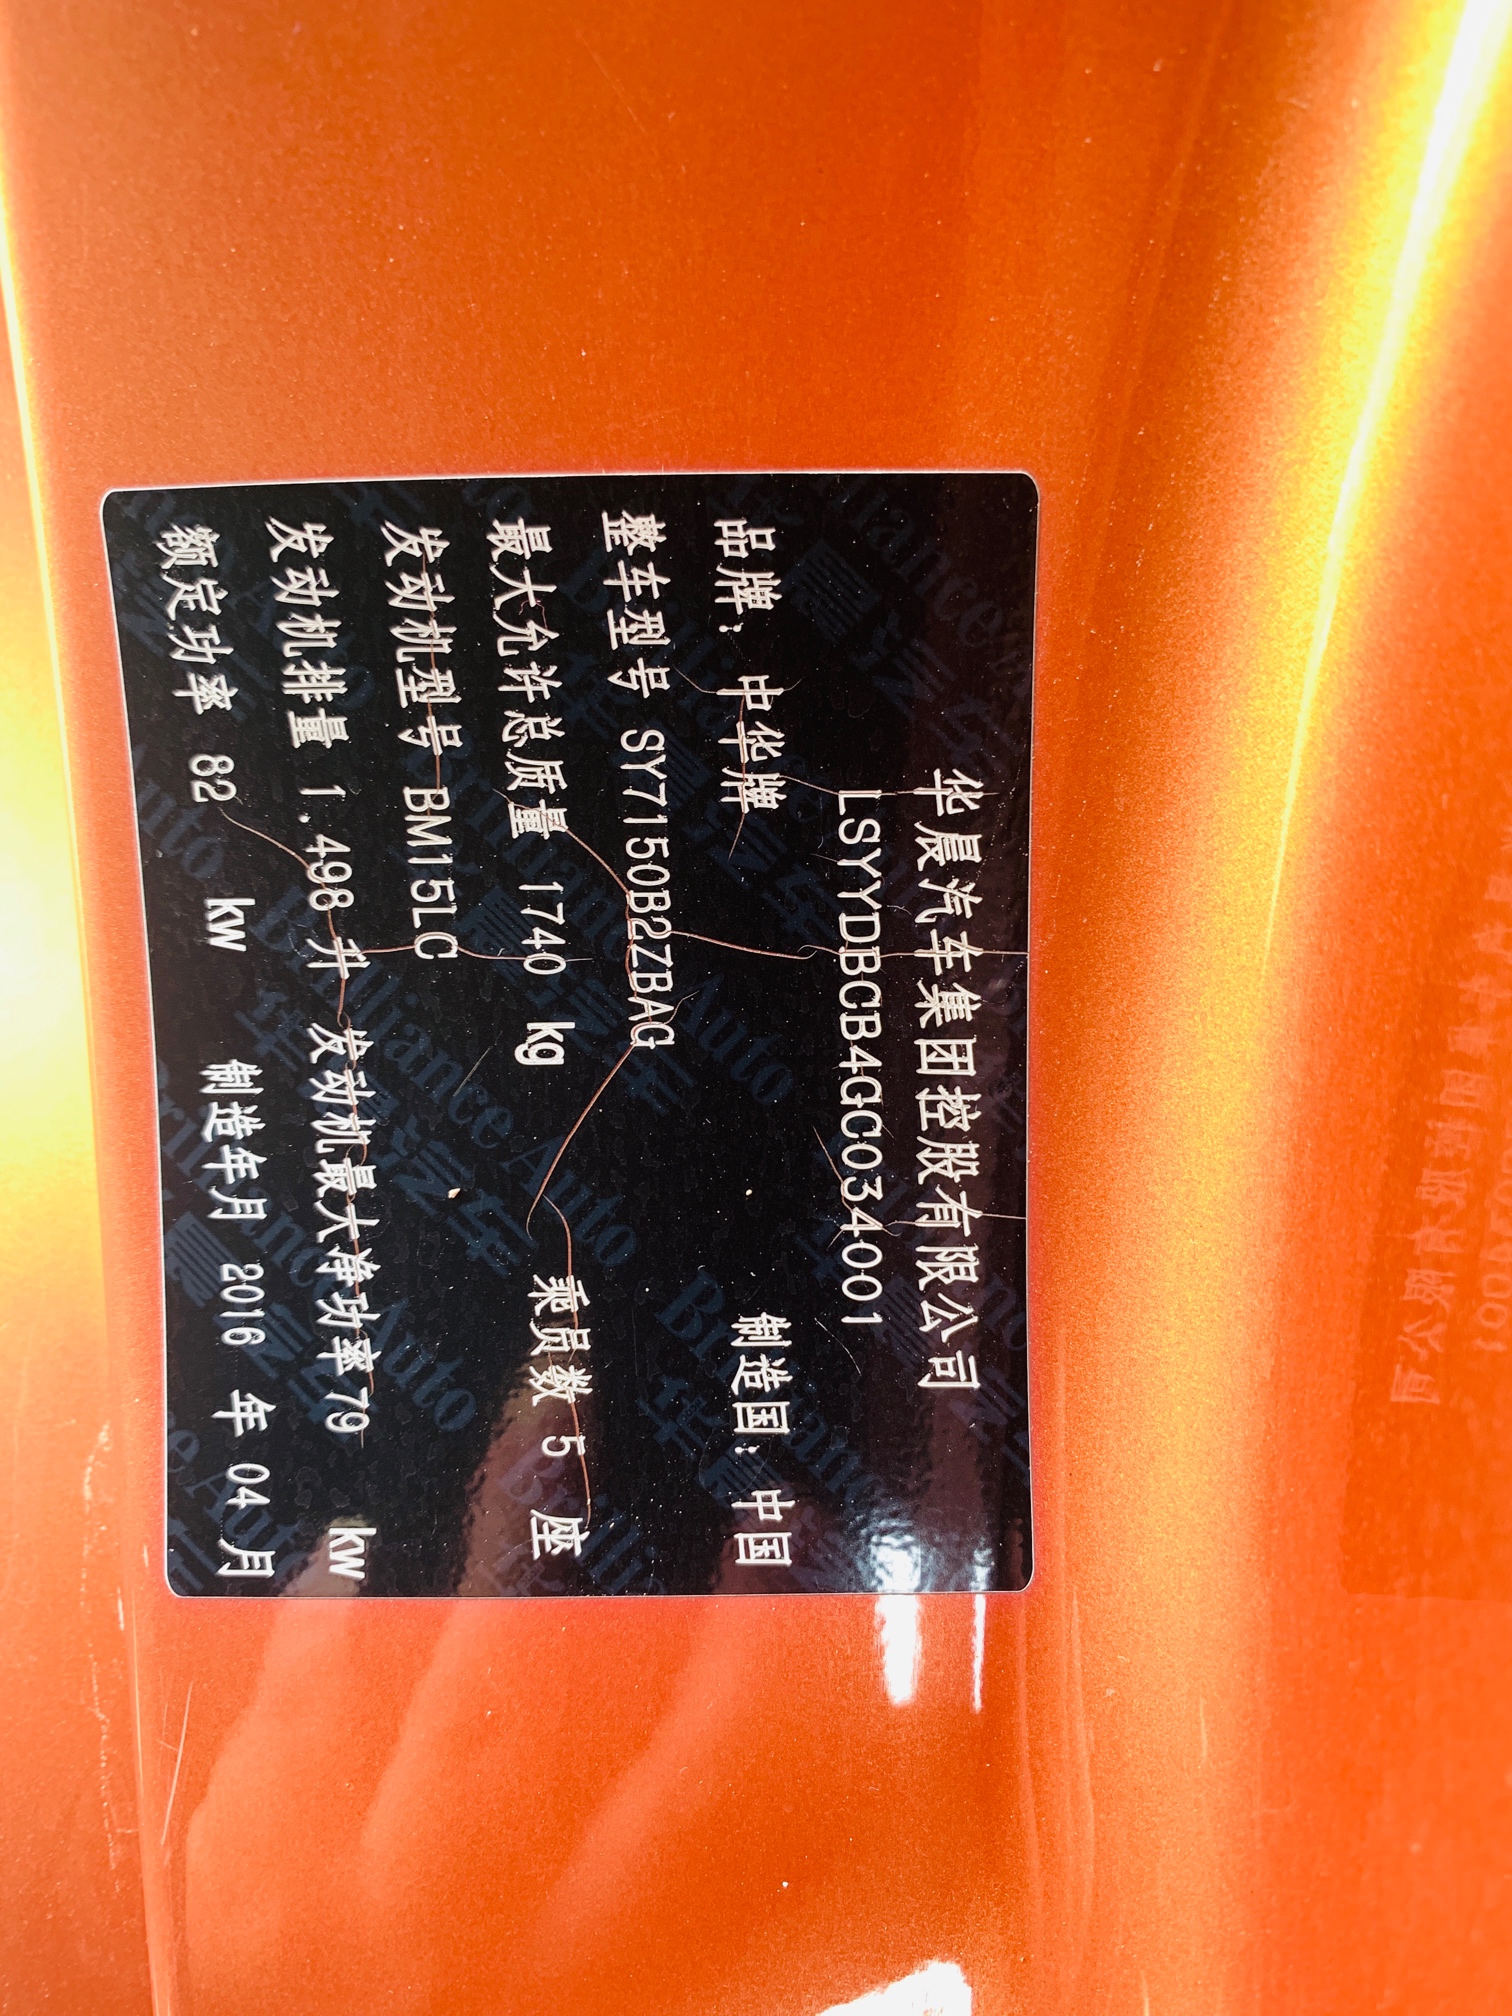 华晨汽车集团控股有限公司
LSYYDBCB4GC034001
品牌: 中华牌 制造国: 中国
整车型号 SY7150B2ZBAG
最大允许总质量 1740 kg 乘员数 5 座
发动机型号 BM15LC
发动机排量 1.498 升 发动机最大净功率79 kW
额定功率 82 kW 制造年月 2016 年 04 月